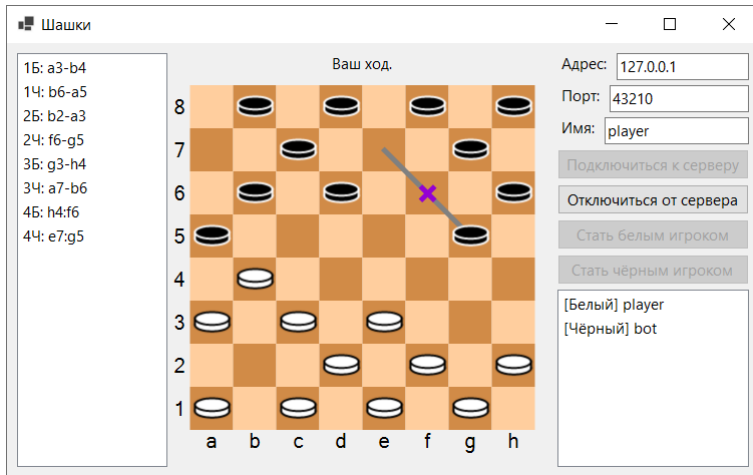 Шашки
1Б: a3-b4
1Ч: b6-a5
2Б: b2-a3
2Ч: f6-g5
3Б: g3-h4
3Ч: a7-b6
4Б: h4:f6
4Ч: e7:g5
Ваш ход.
8
7
6
5
4
3
2
1
a b c d e f g h
Адрес: 127.0.0.1
Порт: 43210
Имя: player
Подключиться к серверу
Отключиться от сервера
Стать белым игроком
Стать чёрным игроком
[Белый] player
[Чёрный] bot